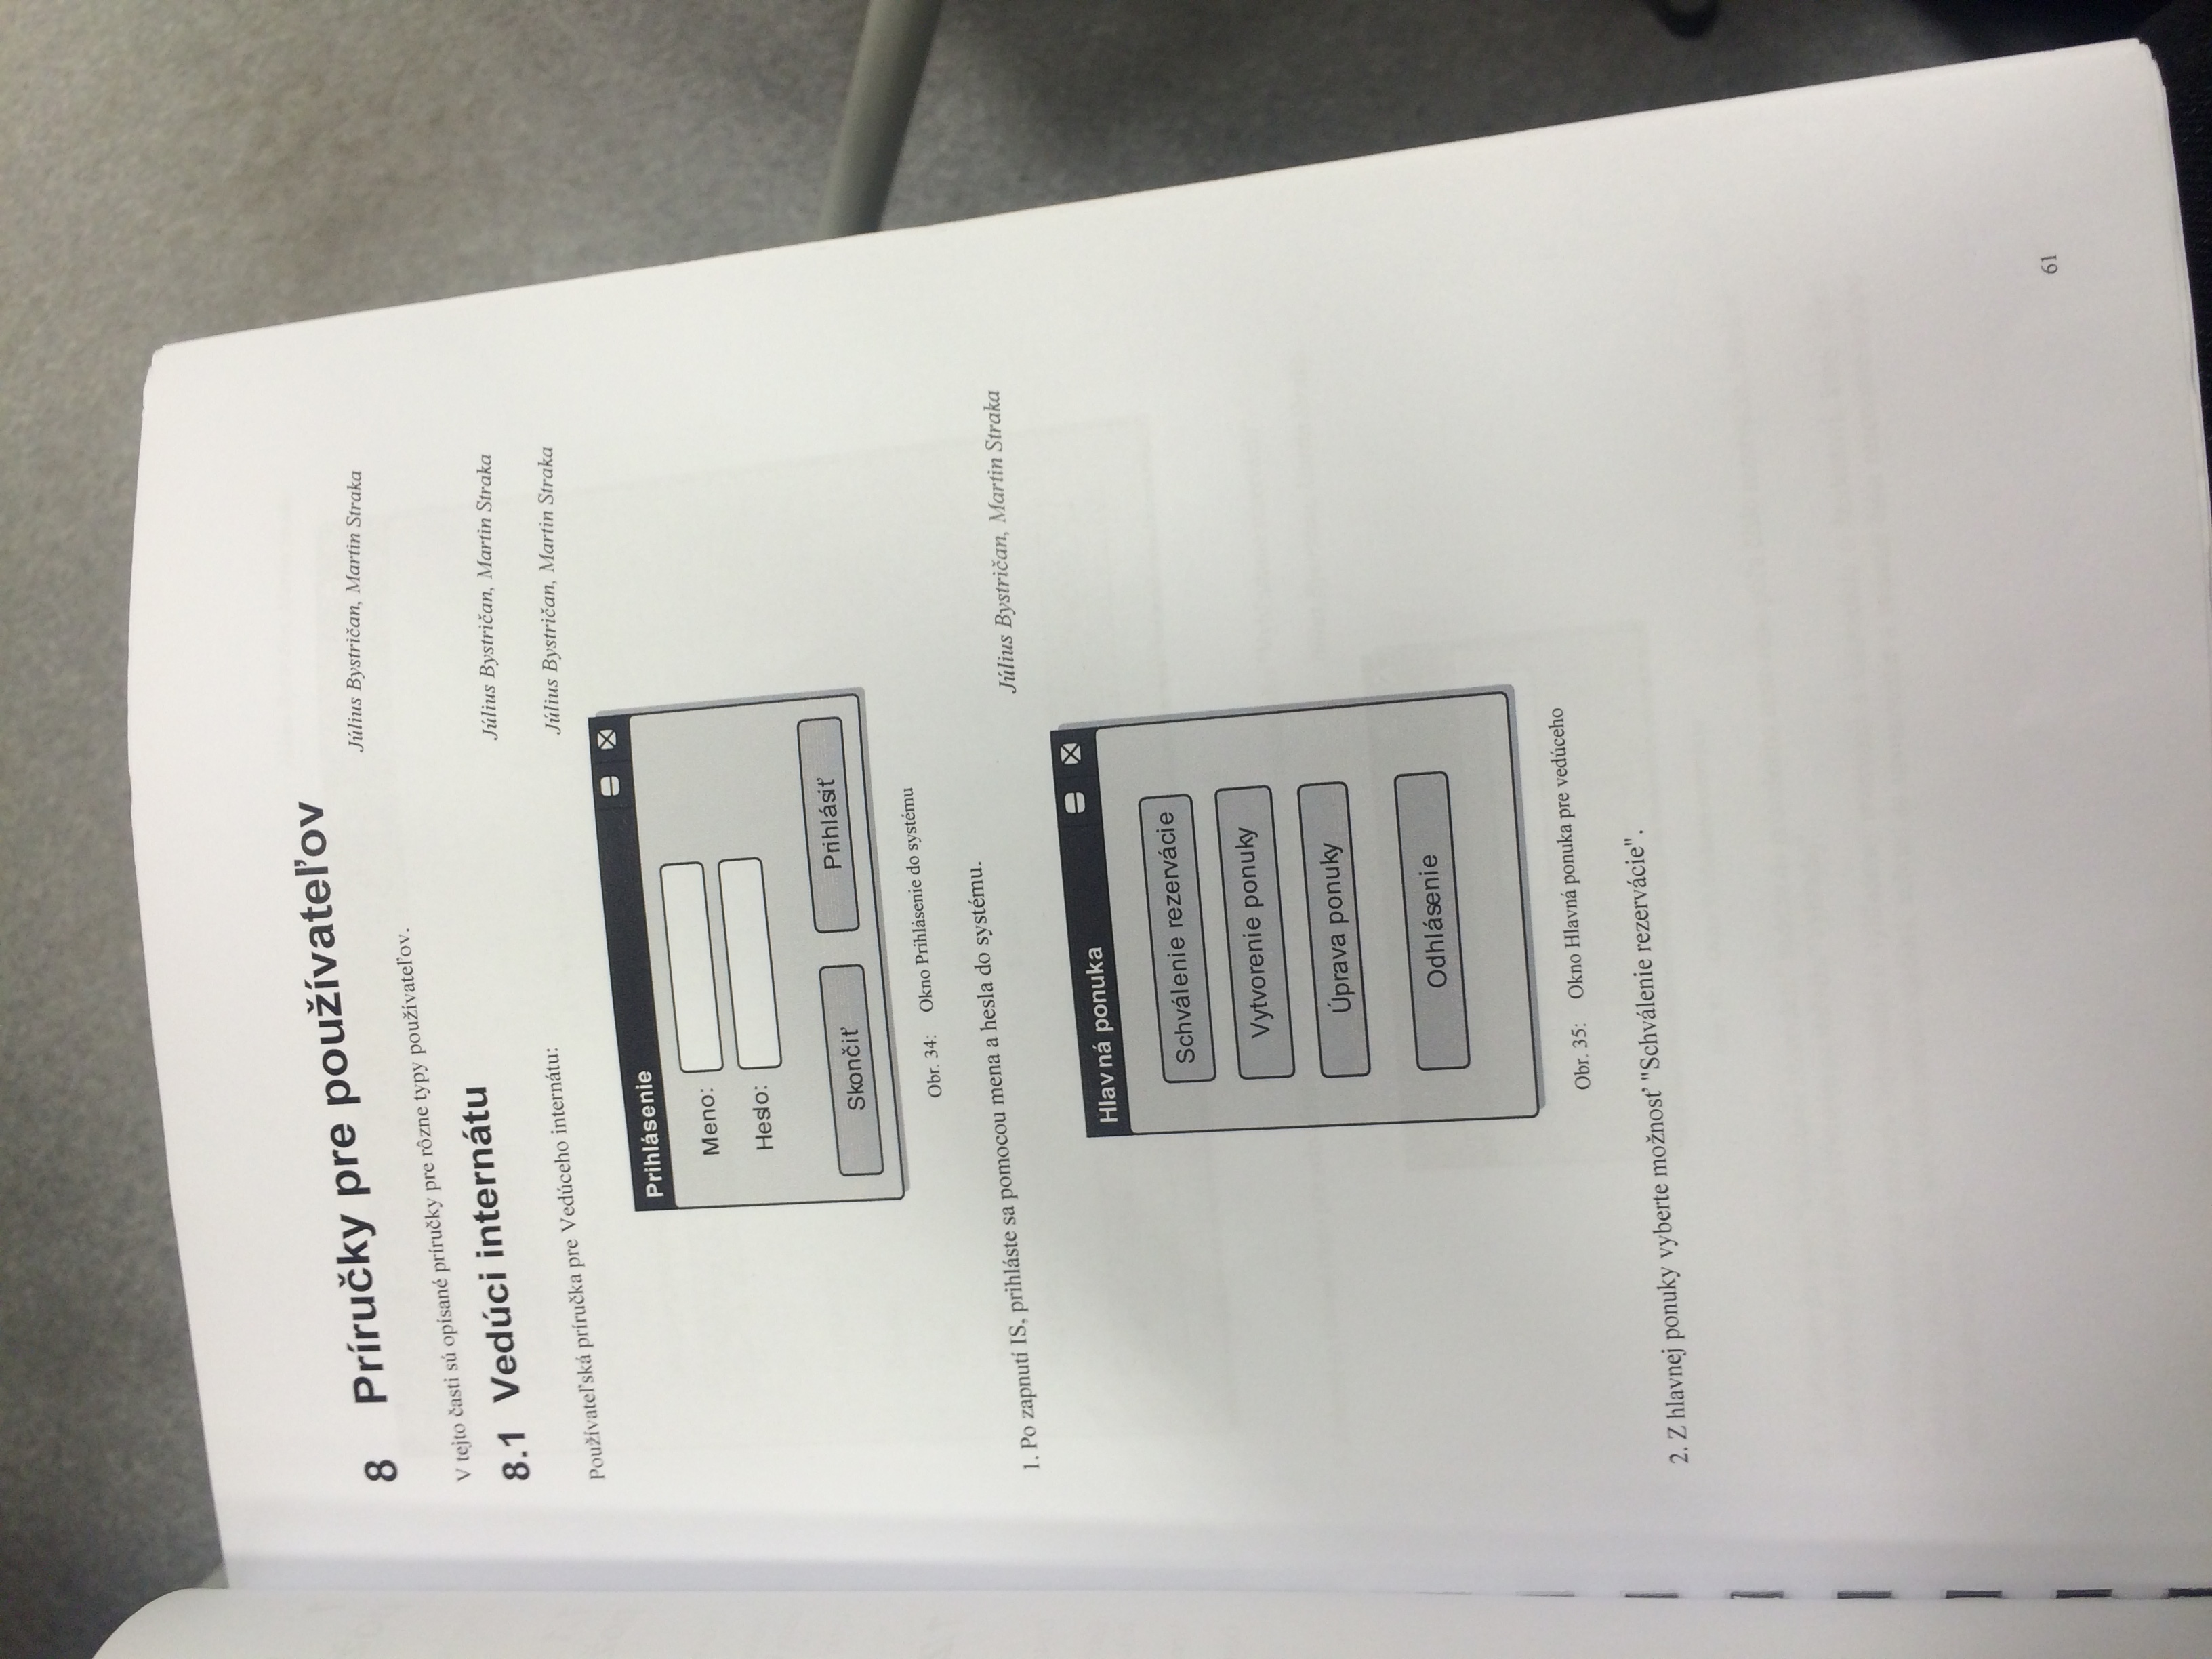 8 Príručky pre používateľov
Július Bystričan, Martin Straka
V tejto časti sú opísané príručky pre rôzne typy používateľov.
8.1 Vedúci internátu
Július Bystričan, Martin Straka
Používateľská príručka pre Vedúceho internátu:
Július Bystričan, Martin Straka
Prihlásenie
Meno:
Heslo:
Skončiť Prihlásiť
Obr. 34: Okno Prihlásenie do systému
1. Po zapnutí IS, prihláste sa pomocou mena a hesla do systému.
Július Bystričan, Martin Straka
Hlavná ponuka
Schválenie rezervácie
Vytvorenie ponuky
Úprava ponuky
Odhlásenie
Obr. 35: Okno Hlavná ponuka pre vedúceho
2. Z hlavnej ponuky vyberte možnosť "Schválenie rezervácie".
61